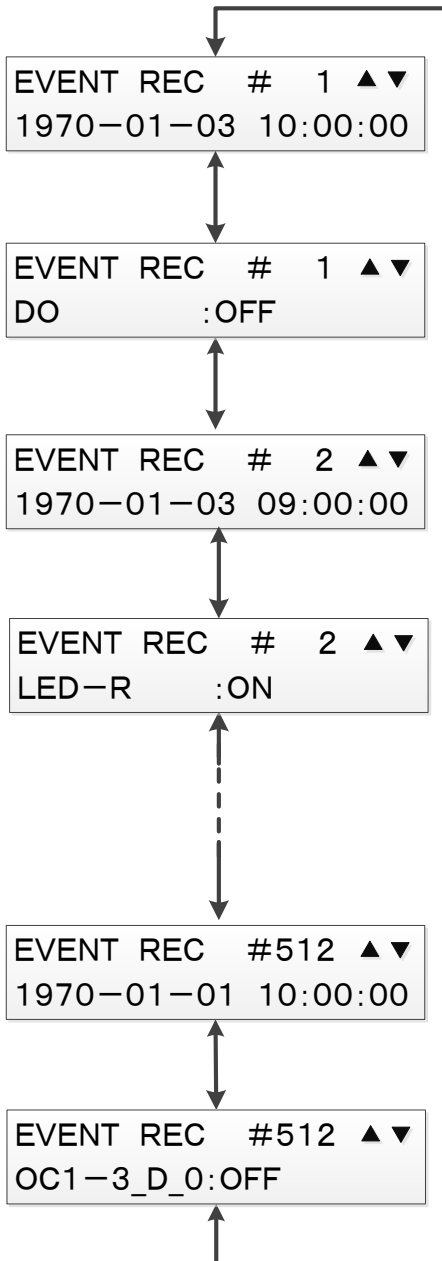 EVENT REC # 1 ▲ ▼
1970-01-03 10:00:00
EVENT REC # 1 ▲ ▼
DO :OFF
EVENT REC # 2 ▲ ▼
1970-01-03 09:00:00
EVENT REC # 2 ▲ ▼
LED-R :ON
EVENT REC #512 ▲ ▼
1970-01-01 10:00:00
EVENT REC #512 ▲ ▼
OC1-3_D_0:OFF